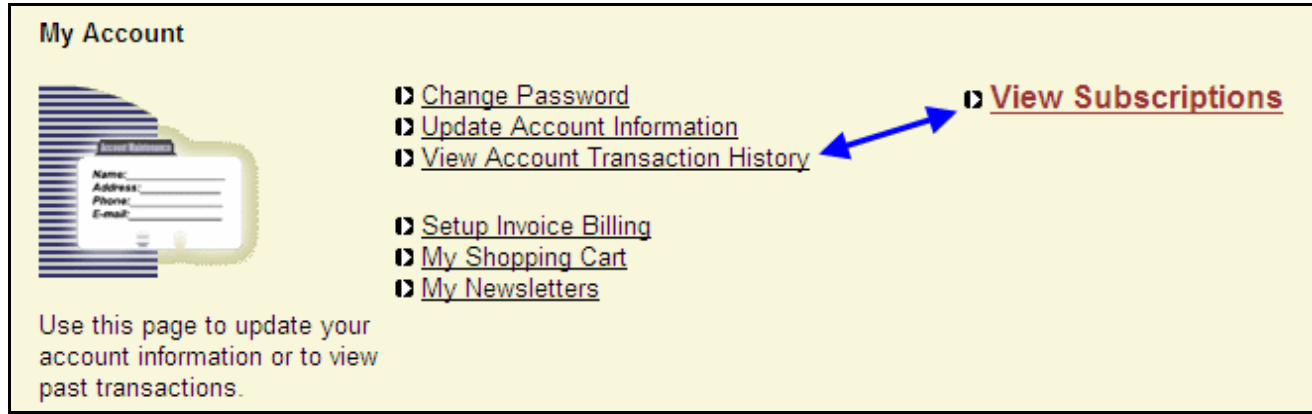 My Account
Account Maintenance
Name:
Address:
Phone:
E-mail:
Use this page to update your
account information or to view
past transactions.
Change Password
Update Account Information
View Account Transaction History
Setup Invoice Billing
My Shopping Cart
My Newsletters
View Subscriptions